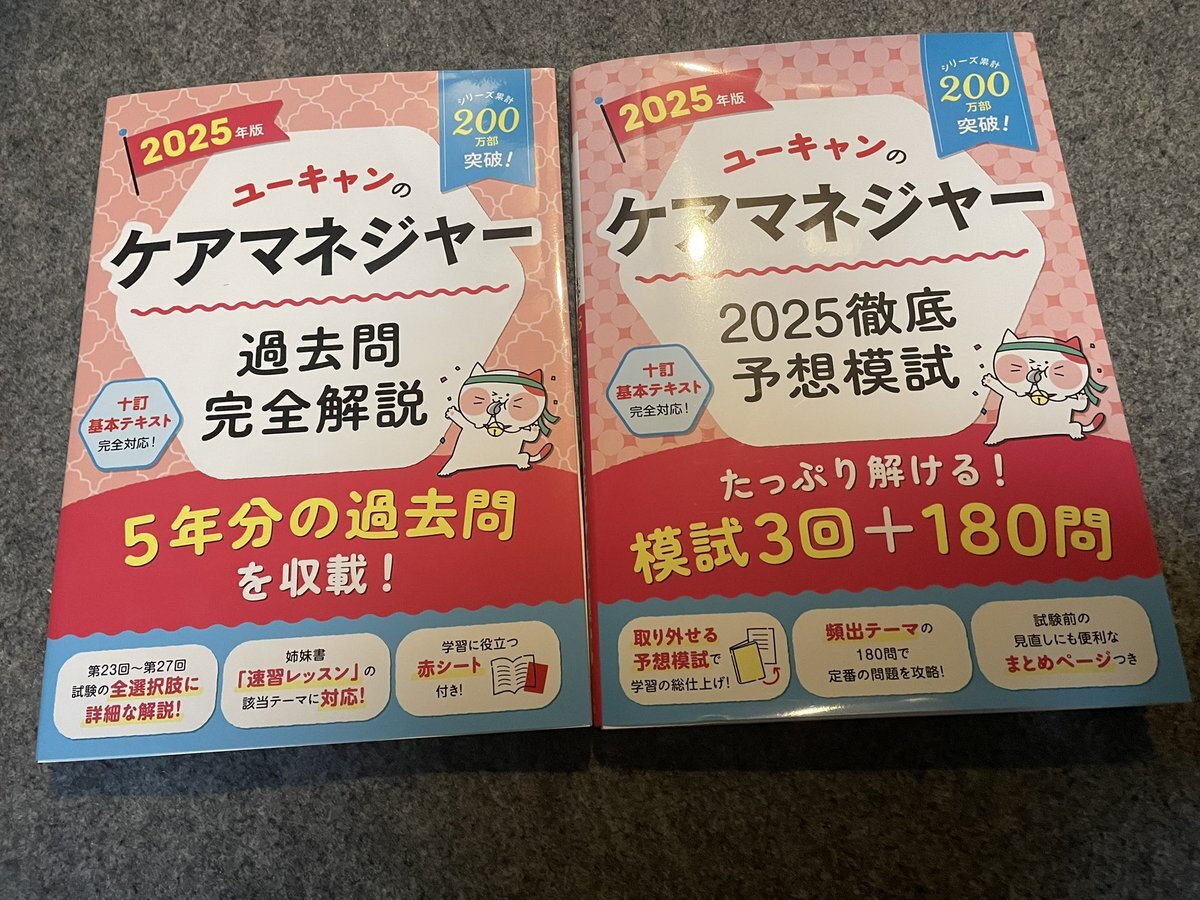 2025年版
シリーズ累計
200
万部
突破!
ユーキャンの
ケアマネジャー
過去問
完全解説
十訂
基本テキスト
完全対応!
5年分の過去問
を収載!
第23回~第27回
試験の全選択肢に
詳細な解説!
姉妹書
「速習レッスン」の
該当テーマに対応!
学習に役立つ
赤シート
付き!
2025年版
シリーズ累計
200
万部
突破!
ユーキャンの
ケアマネジャー
2025徹底
予想模試
十訂
基本テキスト
完全対応!
たっぷり解ける!
模試3回+180問
取り外せる
予想模試で
学習の総仕上げ!
頻出テーマの
180問で
定番の問題を攻略!
試験前の
見直しにも便利な
まとめページつき